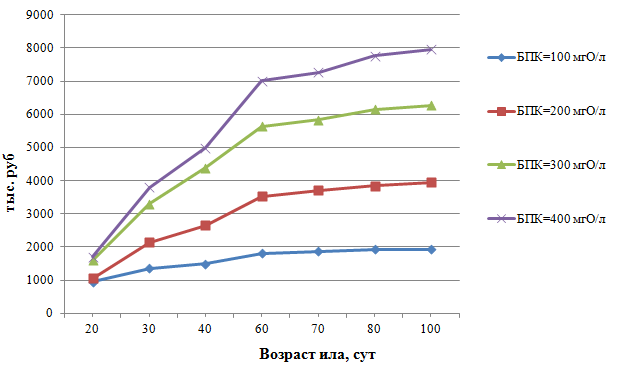 9000
8000
7000
6000
5000
4000
3000
2000
1000
0
тыс. руб
20 30 40 60 70 80 100
Возраст ила, сут
БПК=100 мгО/л
БПК=200 мгО/л
БПК=300 мгО/л
БПК=400 мгО/л